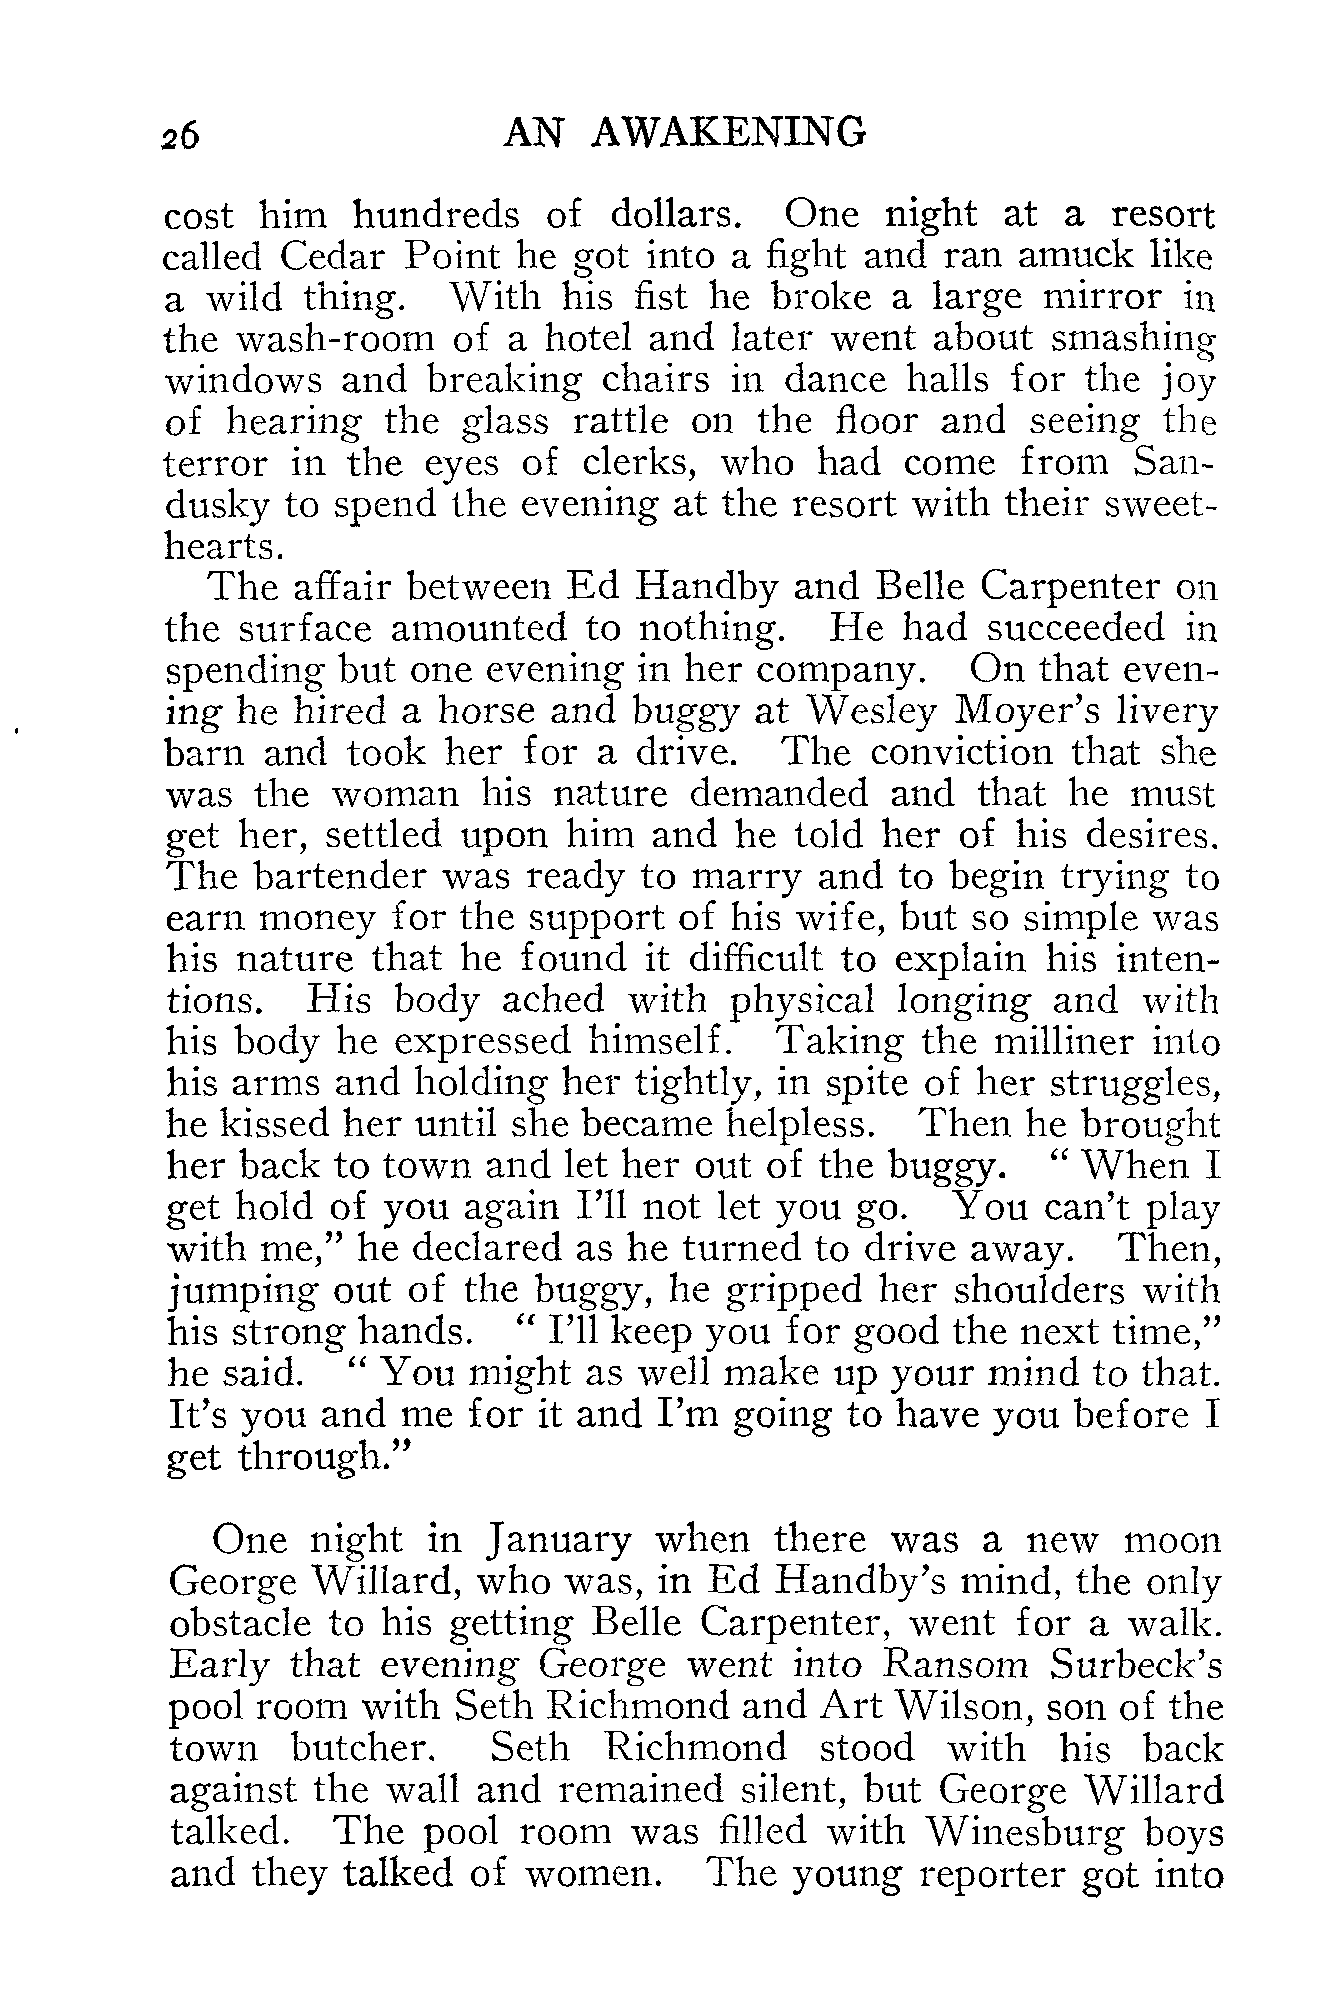 26 AN AWAKENING
cost him hundreds of dollars. One night at a resort
called Cedar Point he got into a fight and ran amuck like
a wild thing. With his fist he broke a large mirror in
the wash-room of a hotel and later went about smashing
windows and breaking chairs in dance halls for the joy
of hearing the glass rattle on the floor and seeing the
terror in the eyes of clerks, who had come from San-
dusky to spend the evening at the resort with their sweet-
hearts.
The affair between Ed Handby and Belle Carpenter on
the surface amounted to nothing. He had succeeded in
spending but one evening in her company. On that even-
ing he hired a horse and buggy at Wesley Moyer's livery
barn and took her for a drive. The conviction that she
was the woman his nature demanded and that he must
get her, settled upon him and he told her of his desires.
The bartender was ready to marry and to begin trying to
earn money for the support of his wife, but so simple was
his nature that he found it difficult to explain his inten-
tions. His body ached with physical longing and with
his body he expressed himself. Taking the milliner into
his arms and holding her tightly, in spite of her struggles,
he kissed her until she became helpless. Then he brought
her back to town and let her out of the buggy. “ When I
get hold of you again I'll not let you go. You can't play
with me,” he declared as he turned to drive away. Then,
jumping out of the buggy, he gripped her shoulders with
his strong hands. “ I'll keep you for good the next time,”
he said. “ You might as well make up your mind to that.
It's you and me for it and I'm going to have you before I
get through.”
One night in January when there was a new moon
George Willard, who was, in Ed Handby's mind, the only
obstacle to his getting Belle Carpenter, went for a walk.
Early that evening George went into Ransom Surbeck's
pool room with Seth Richmond and Art Wilson, son of the
town butcher. Seth Richmond stood with his back
against the wall and remained silent, but George Willard
talked. The pool room was filled with Winesburg boys
and they talked of women. The young reporter got into